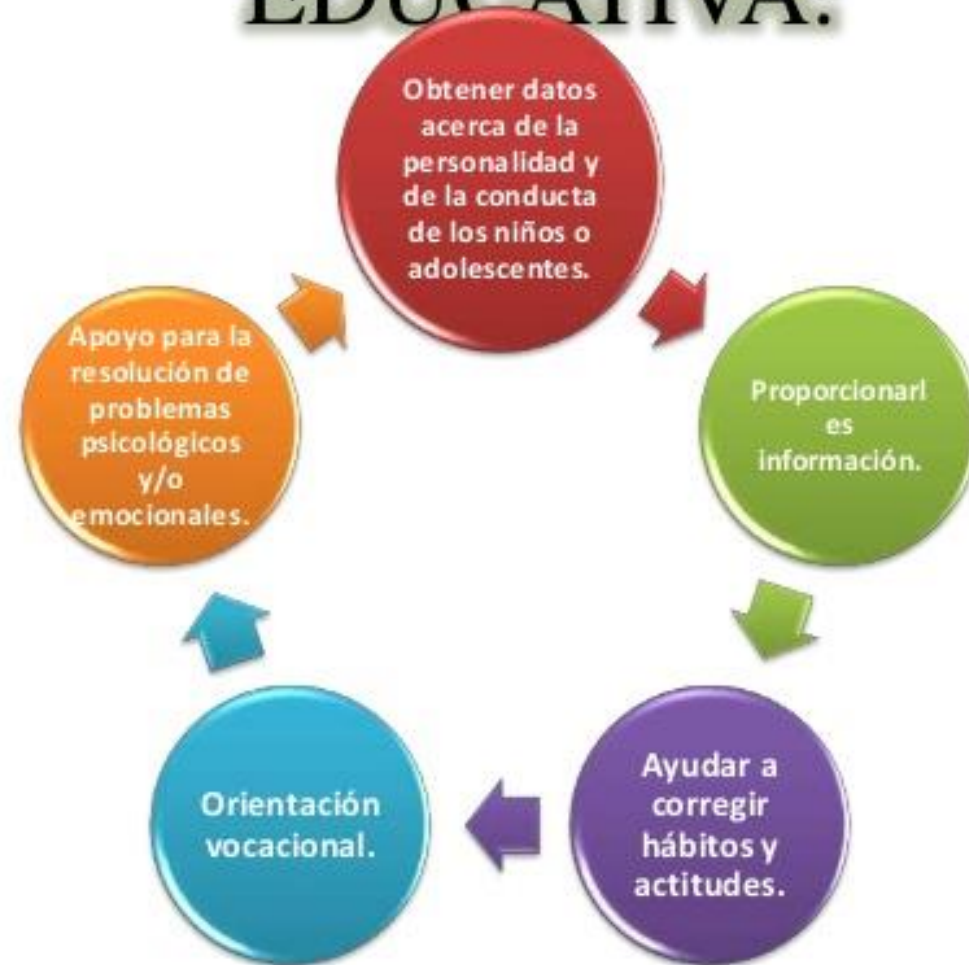 EDUCATIVA.
Obtener datos
acerca de la
personalidad y
de la conducta
de los niños o
adolescentes.
Proporcionarl
es
información.
Ayudar a
corregir
hábitos y
actitudes.
Orientación
vocacional.
Apoyo para la
resolución de
problemas
psicológicos
y/o
emocionales.